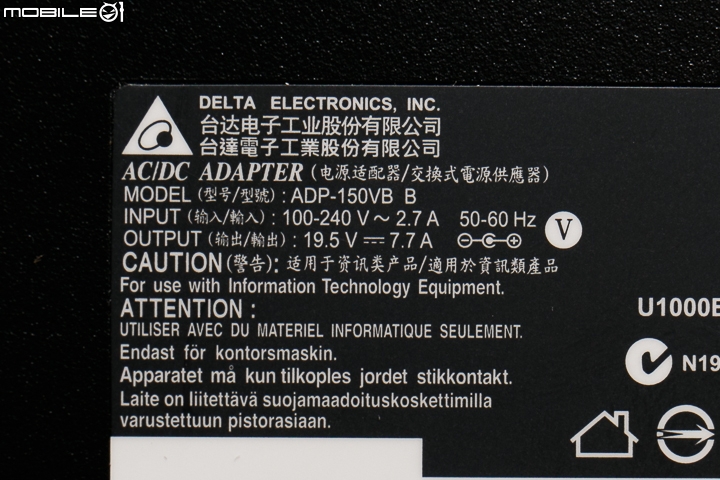 MOBILE01
DELTA ELECTRONICS, INC.
台达电子工业股份有限公司
台達電子工業股份有限公司
AC/DC ADAPTER (电源适配器/交換式電源供應器)
MODEL (型号/型號) : ADP-150VB B
INPUT (输入/輸入) : 100-240 V ~ 2.7 A 50-60 Hz
OUTPUT (输出/輸出) : 19.5 V ⎓ 7.7 A
V
CAUTION (警告): 适用于资讯类产品/適用於資訊類產品
For use with Information Technology Equipment.
ATTENTION :
UTILISER AVEC DU MATERIEL INFORMATIQUE SEULEMENT.
Endast för kontorsmaskin.
Apparatet må kun tilkoples jordet stikkontakt.
Laite on liitettävä suojamaadoituskoskettimilla
varustettuun pistorasiaan.
U1000E
N19